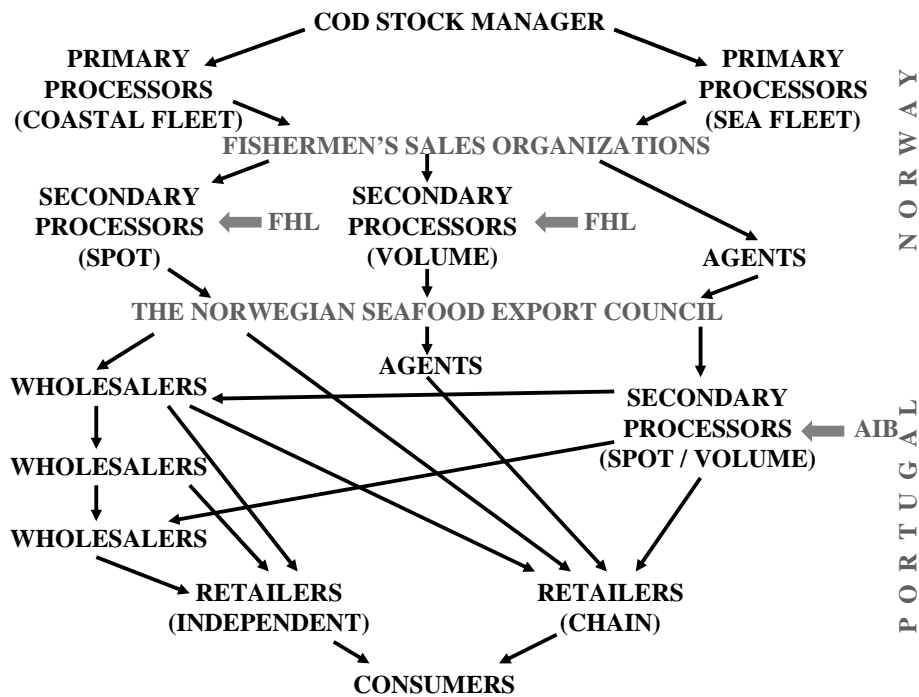 COD STOCK MANAGER
PRIMARY
PROCESSORS
(COASTAL FLEET)
PRIMARY
PROCESSORS
(SEA FLEET)
FISHERMEN'S SALES ORGANIZATIONS
SECONDARY
PROCESSORS
(SPOT)
FHL
SECONDARY
PROCESSORS
(VOLUME)
FHL
AGENTS
THE NORWEGIAN SEAFOOD EXPORT COUNCIL
AGENTS
WHOLESALERS
SECONDARY
PROCESSORS
(SPOT / VOLUME)
AIB
WHOLESALERS
WHOLESALERS
RETAILERS
(INDEPENDENT)
RETAILERS
(CHAIN)
CONSUMERS
NORWAY
PORTUGAL